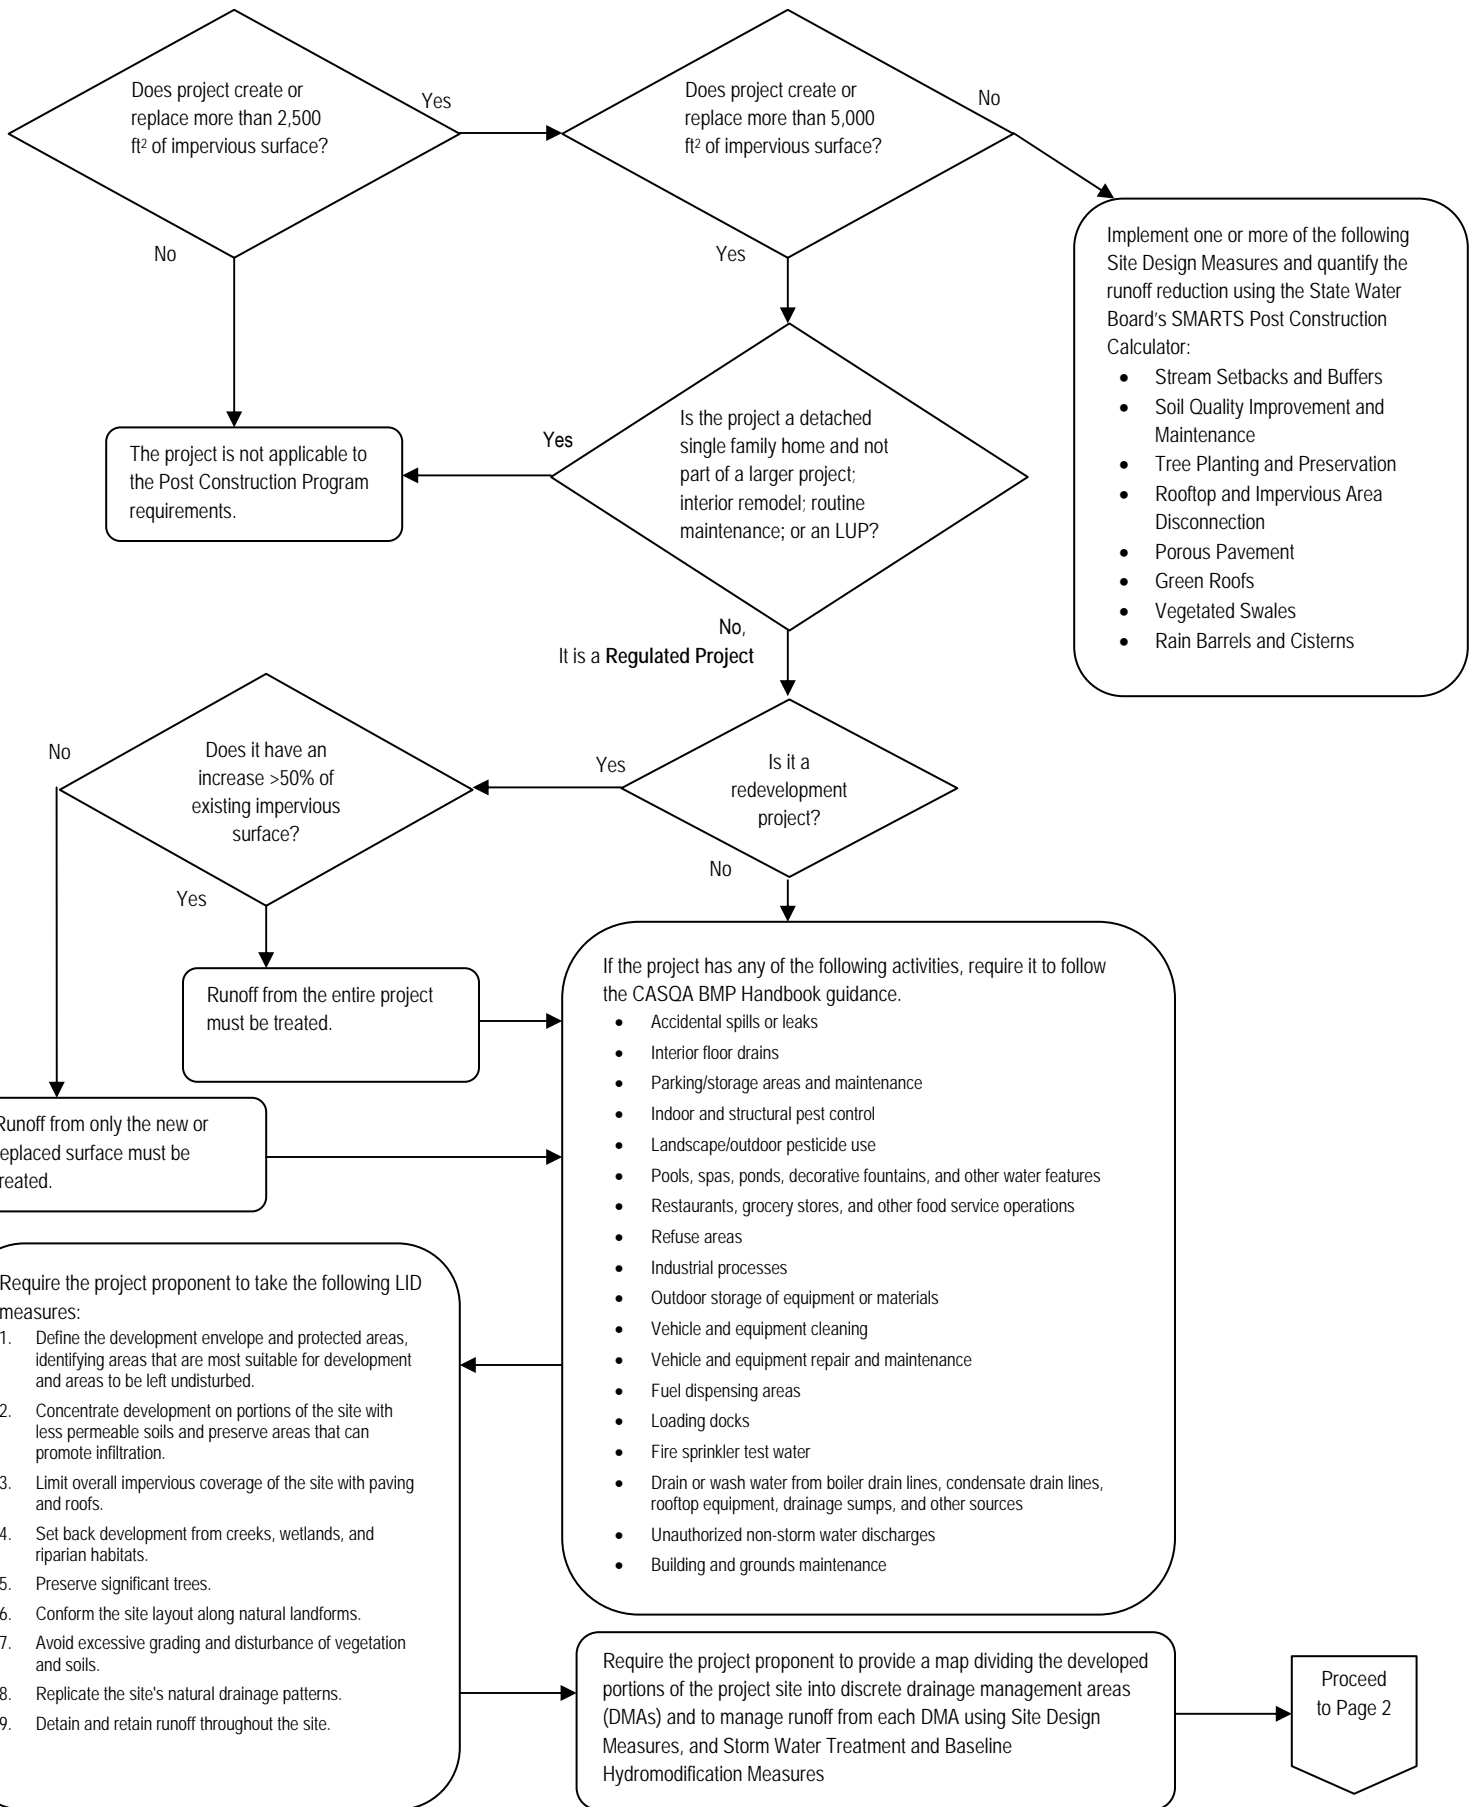 Does project create or
replace more than 2,500
ft² of impervious surface?
Yes
No
Does project create or
replace more than 5,000
ft² of impervious surface?
No
Yes
Implement one or more of the following
Site Design Measures and quantify the
runoff reduction using the State Water
Board's SMARTS Post Construction
Calculator:
• Stream Setbacks and Buffers
• Soil Quality Improvement and
Maintenance
• Tree Planting and Preservation
• Rooftop and Impervious Area
Disconnection
• Porous Pavement
• Green Roofs
• Vegetated Swales
• Rain Barrels and Cisterns
Is the project a detached
single family home and not
part of a larger project;
interior remodel; routine
maintenance; or an LUP?
Yes
The project is not applicable to
the Post Construction Program
requirements.
No,
It is a Regulated Project
Is it a
redevelopment
project?
Yes
No
Does it have an
increase >50% of
existing impervious
surface?
No
Yes
Runoff from the entire project
must be treated.
Runoff from only the new or
eplaced surface must be
reated.
If the project has any of the following activities, require it to follow
the CASQA BMP Handbook guidance.
• Accidental spills or leaks
• Interior floor drains
• Parking/storage areas and maintenance
• Indoor and structural pest control
• Landscape/outdoor pesticide use
• Pools, spas, ponds, decorative fountains, and other water features
• Restaurants, grocery stores, and other food service operations
• Refuse areas
• Industrial processes
• Outdoor storage of equipment or materials
• Vehicle and equipment cleaning
• Vehicle and equipment repair and maintenance
• Fuel dispensing areas
• Loading docks
• Fire sprinkler test water
• Drain or wash water from boiler drain lines, condensate drain lines,
rooftop equipment, drainage sumps, and other sources
• Unauthorized non-storm water discharges
• Building and grounds maintenance
Require the project proponent to take the following LID
measures:
1. Define the development envelope and protected areas,
identifying areas that are most suitable for development
and areas to be left undisturbed.
2. Concentrate development on portions of the site with
less permeable soils and preserve areas that can
promote infiltration.
3. Limit overall impervious coverage of the site with paving
and roofs.
4. Set back development from creeks, wetlands, and
riparian habitats.
5. Preserve significant trees.
6. Conform the site layout along natural landforms.
7. Avoid excessive grading and disturbance of vegetation
and soils.
8. Replicate the site's natural drainage patterns.
9. Detain and retain runoff throughout the site.
Require the project proponent to provide a map dividing the developed
portions of the project site into discrete drainage management areas
(DMAs) and to manage runoff from each DMA using Site Design
Measures, and Storm Water Treatment and Baseline
Hydromodification Measures
Proceed
to Page 2